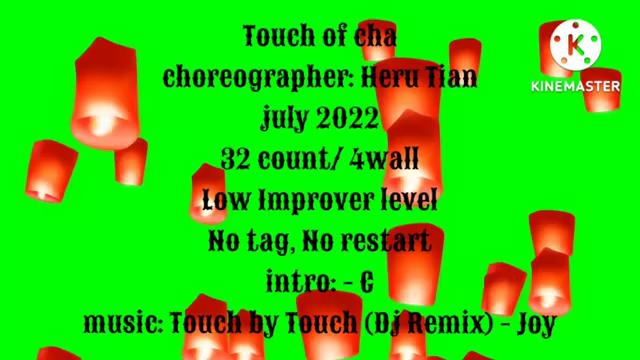 Touch of cha
choreographer: Heru Tian
july 2022
32 count/ 4wall
Low Improver level
No tag, No restart
intro: - C
music: Touch by Touch (Dj Remix) - Joy
K
KINEMASTER